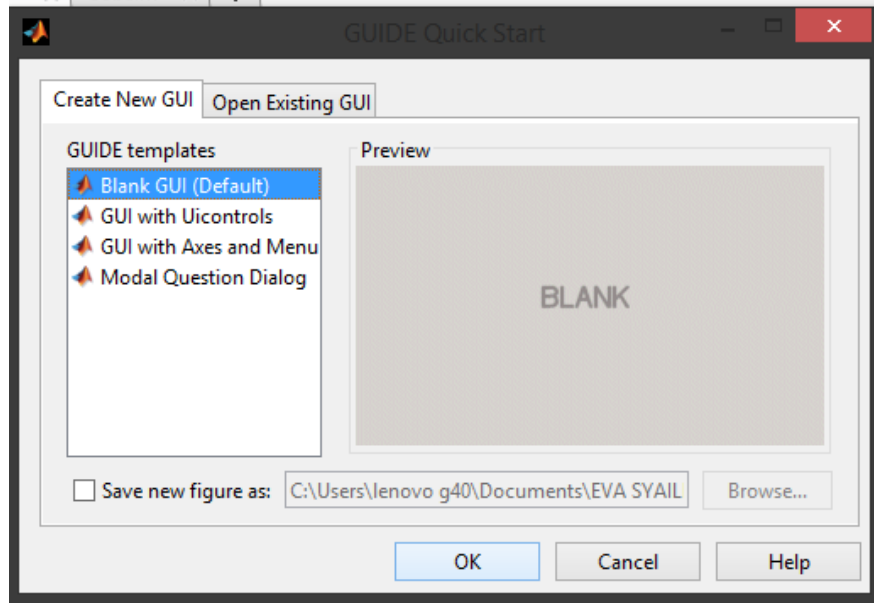 GUIDE Quick Start
Create New GUI
Open Existing GUI
GUIDE templates
Blank GUI (Default)
GUI with Uicontrols
GUI with Axes and Menu
Modal Question Dialog
Preview
BLANK
Save new figure as:
C:\Users\lenovo g40\Documents\EVA SYAIL
Browse...
OK
Cancel
Help